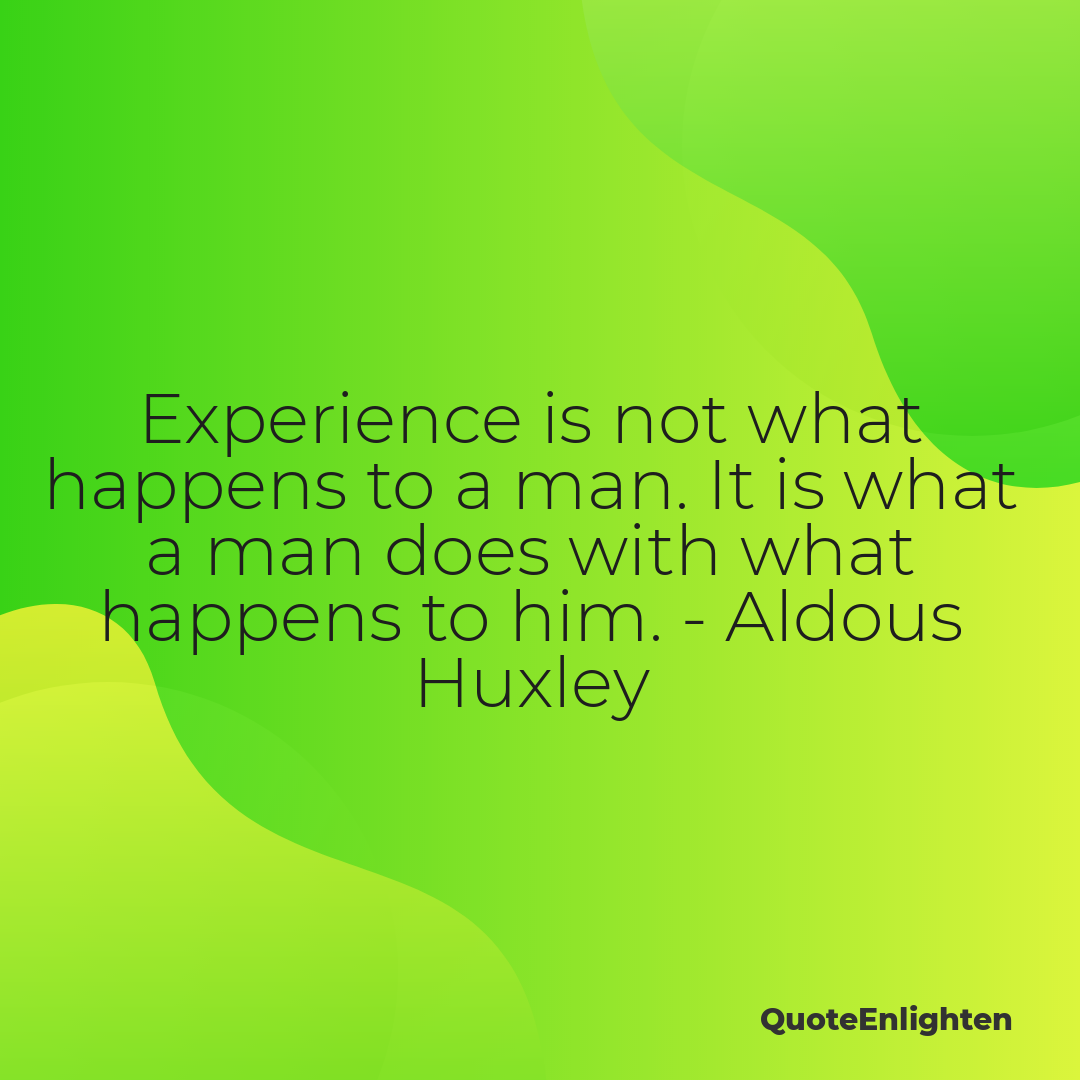 Experience is not what
happens to a man. It is what
a man does with what
happens to him. - Aldous
Huxley
QuoteEnlighten